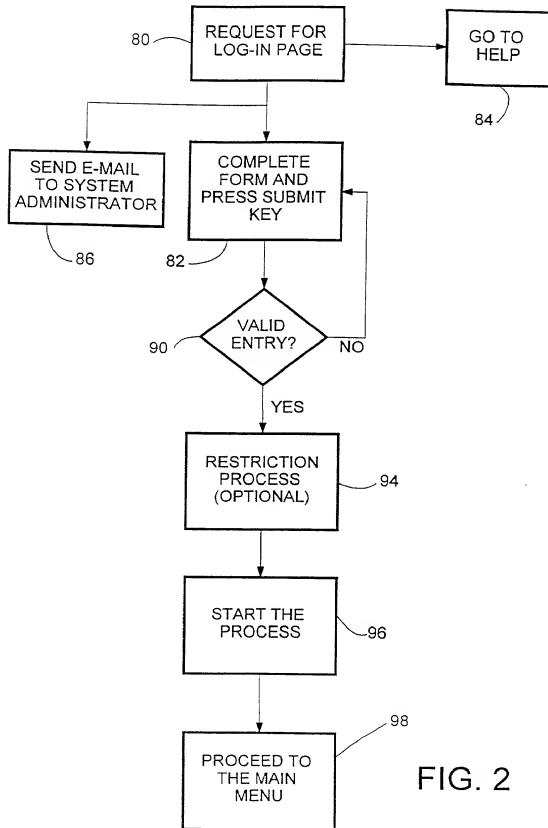 80
REQUEST FOR
LOG-IN PAGE
GO TO
HELP
84
SEND E-MAIL
TO SYSTEM
ADMINISTRATOR
86
COMPLETE
FORM AND
PRESS SUBMIT
KEY
82
90
VALID
ENTRY?
NO
YES
RESTRICTION
PROCESS
(OPTIONAL)
94
START THE
PROCESS
96
98
PROCEED TO
THE MAIN
MENU
FIG. 2